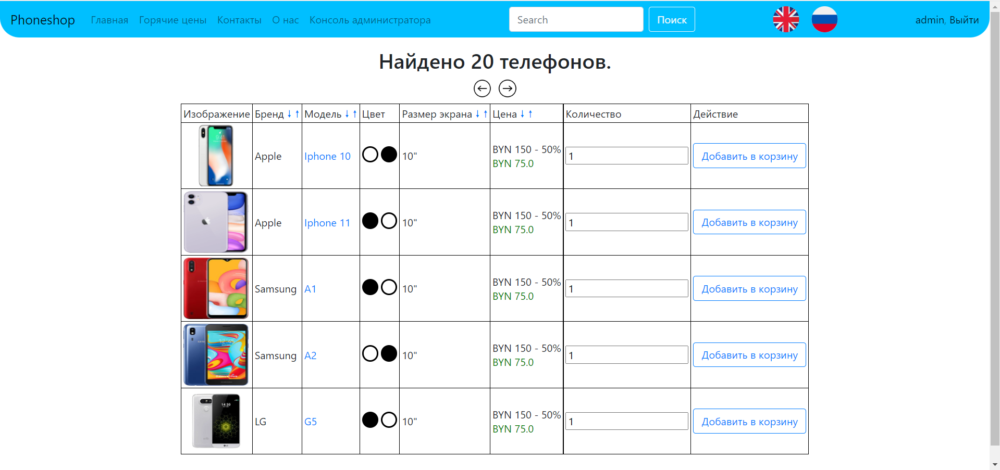 Phoneshop Главная Горячие цены Контакты О нас Консоль администратора Search Поиск admin, Выйти
Найдено 20 телефонов.
Изображение Бренд ↓ ↑ Модель ↓ ↑ Цвет Размер экрана ↓ ↑ Цена ↓ ↑ Количество Действие
Apple Iphone 10 10" BYN 150 - 50% 1 Добавить в корзину
BYN 75.0
Apple Iphone 11 10" BYN 150 - 50% 1 Добавить в корзину
BYN 75.0
Samsung A1 10" BYN 150 - 50% 1 Добавить в корзину
BYN 75.0
Samsung A2 10" BYN 150 - 50% 1 Добавить в корзину
BYN 75.0
LG G5 10" BYN 150 - 50% 1 Добавить в корзину
BYN 75.0